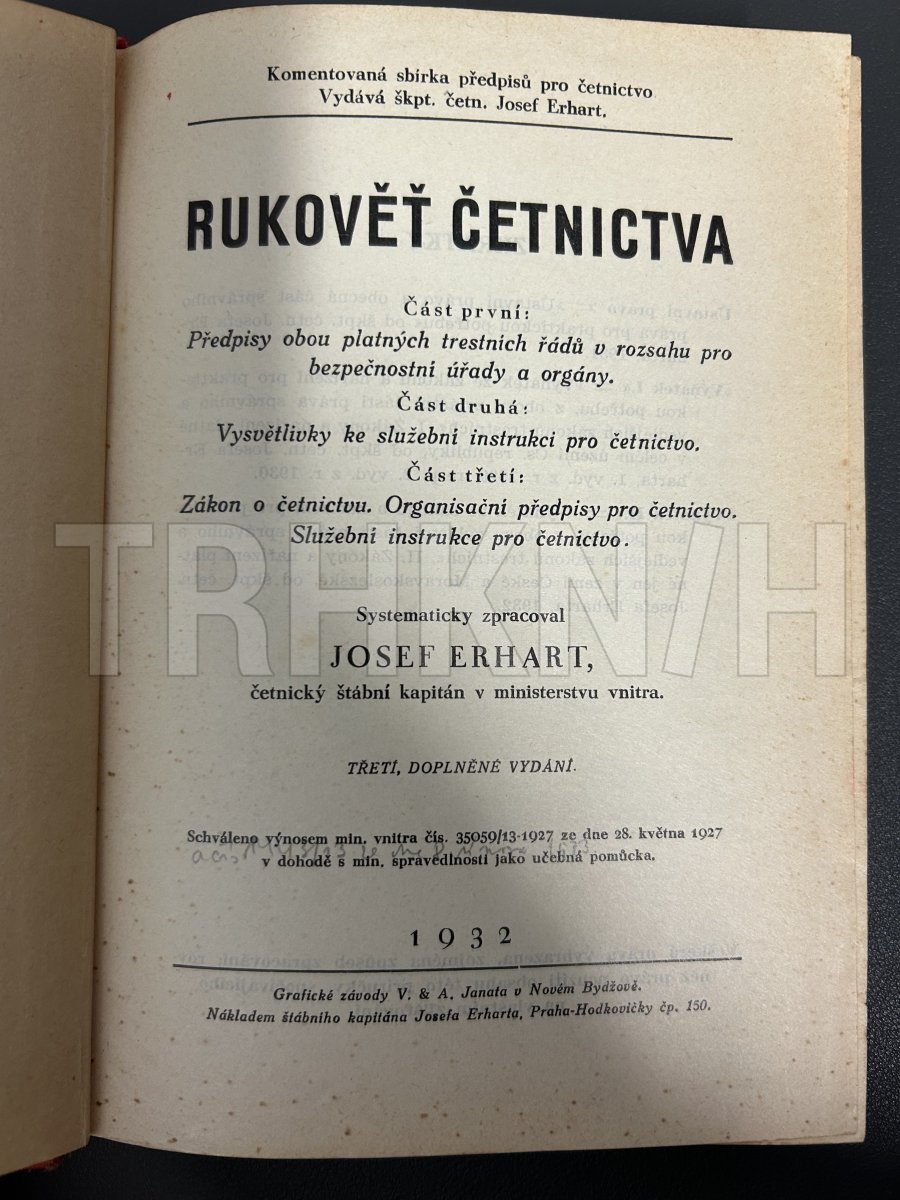 Komentovaná sbírka předpisů pro četnictvo
Vydává škpt. četn. Josef Erhart.
RUKOVĚŤ ČETNICTVA
Část první:
Předpisy obou platných trestních řádů v rozsahu pro
bezpečnostní úřady a orgány.
Část druhá:
Vysvětlivky ke služební instrukci pro četnictvo.
Část třetí:
Zákon o četnictvu. Organisační předpisy pro četnictvo.
Služební instrukce pro četnictvo.
TRHKNIH
Systematicky zpracoval
JOSEF ERHART,
četnický štábní kapitán v ministerstvu vnitra.
TŘETÍ, DOPLNĚNÉ VYDÁNÍ.
Schváleno výnosem min. vnitra čís. 35059/13-1927 ze dne 28. května 1927
v dohodě s min. spravedlnosti jako učebná pomůcka.
1932
Grafické závody V. & A. Janata v Novém Bydžově.
Nákladem štábního kapitána Josefa Erharta, Praha-Hodkovičky čp. 150.